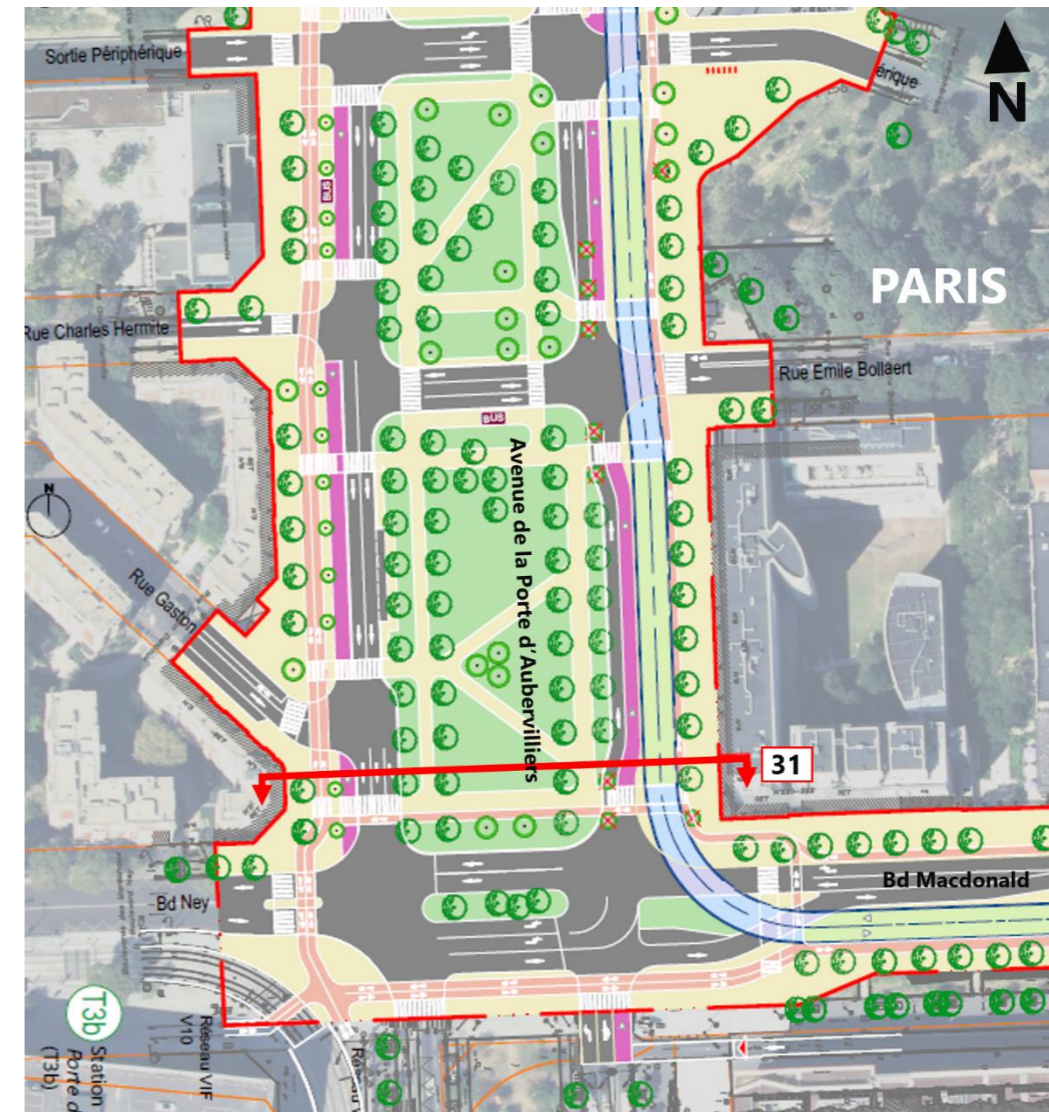 Sortie Périphérique
érique
N
BUS
PARIS
Rue Charles Hermite
Rue Emile Bollaert
BUS
Avenue de la Porte d'Aubervilliers
N
Rue Gaston
31
Bd Macdonald
Bd Ney
T3b
Station
Porte d
(T3b)
Réseau VIF
V10